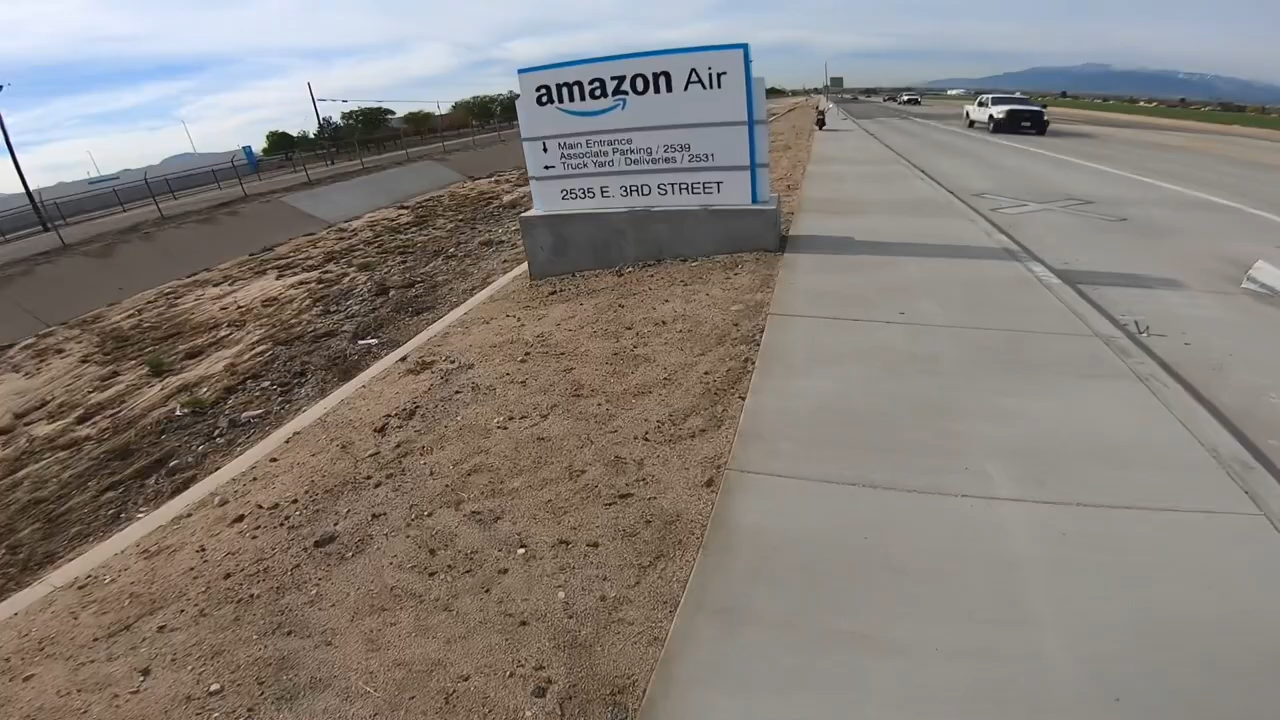 amazon Air
↓ Main Entrance
Associate Parking / 2539
← Truck Yard / Deliveries / 2531
2535 E. 3RD STREET